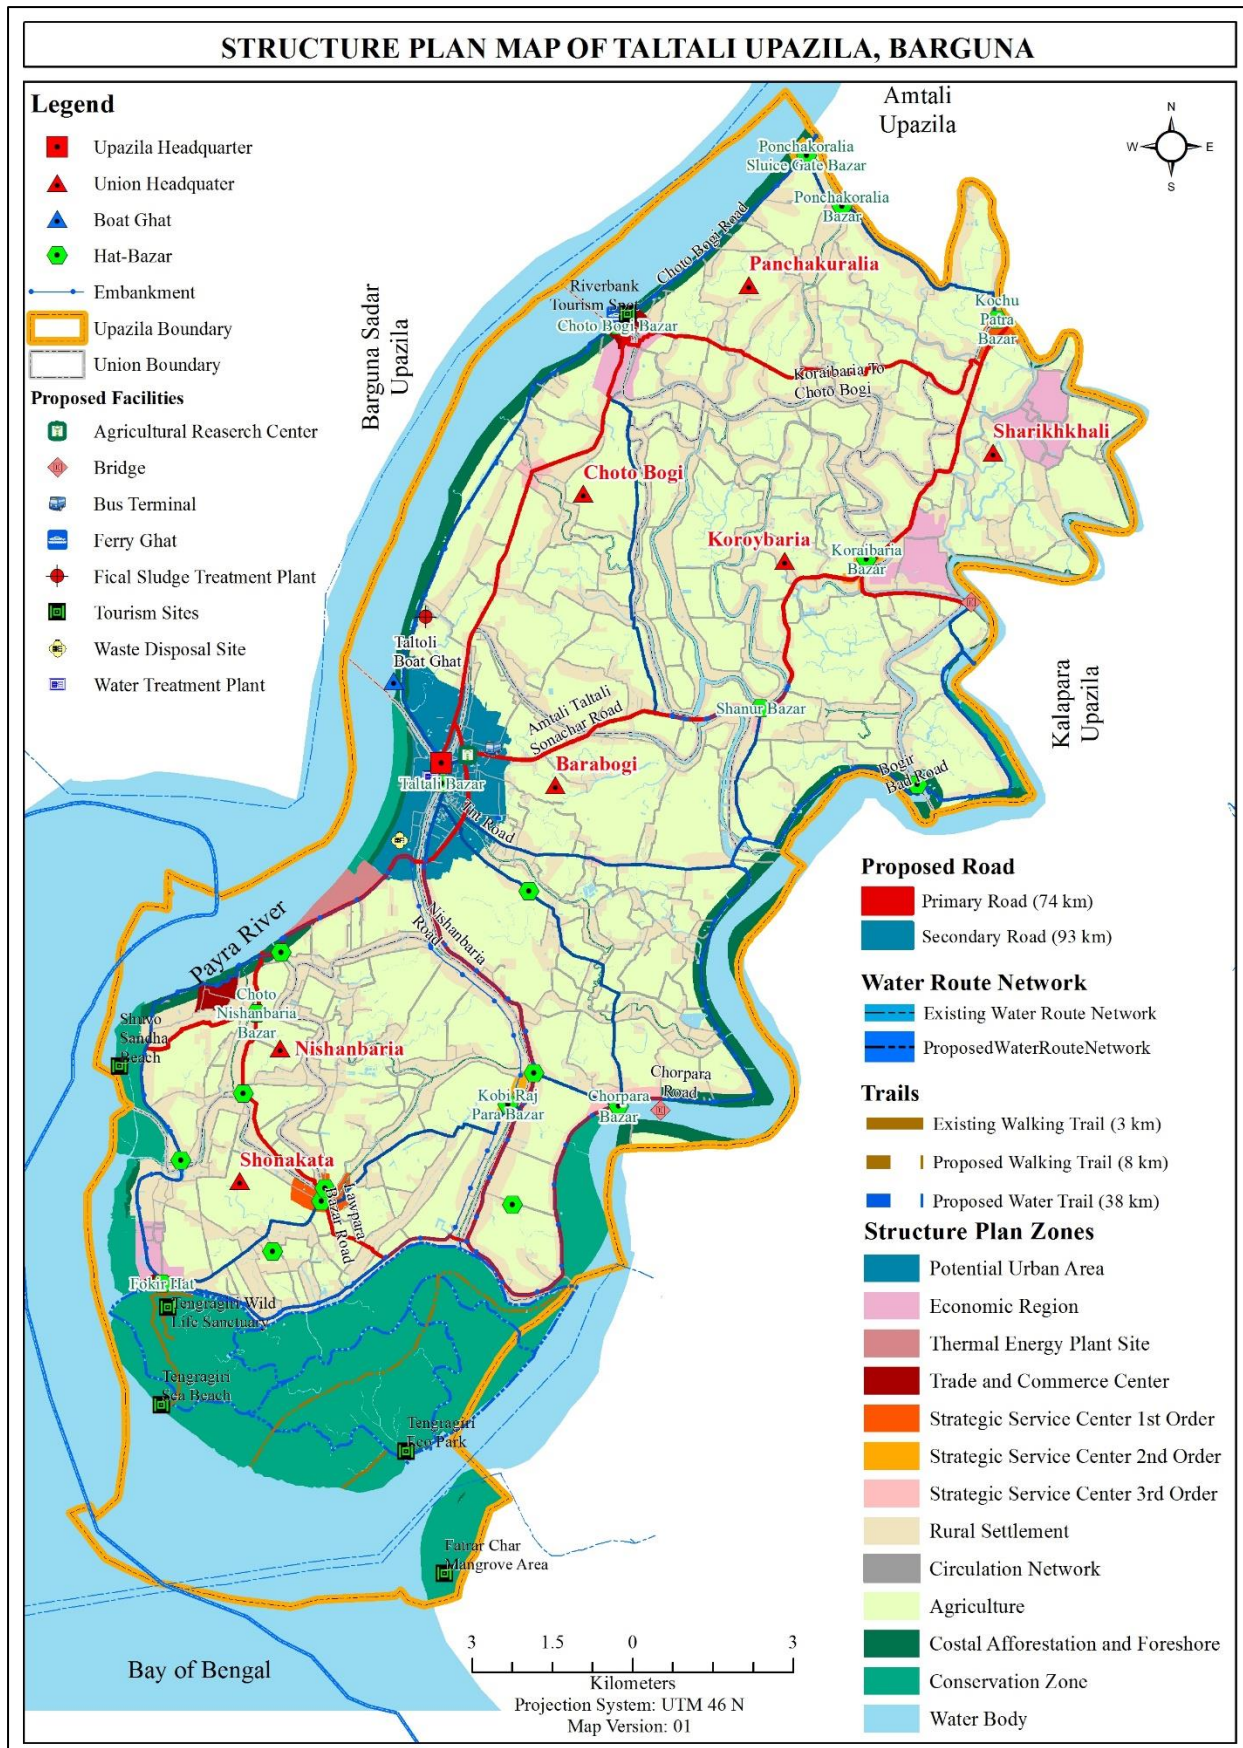 STRUCTURE PLAN MAP OF TALTALI UPAZILA, BARGUNA
Legend
Upazila Headquarter
Union Headquater
Boat Ghat
Hat-Bazar
Embankment
Upazila Boundary
Union Boundary
Proposed Facilities
Agricultural Reaserch Center
Bridge
Bus Terminal
Ferry Ghat
Fical Sludge Treatment Plant
Tourism Sites
Waste Disposal Site
Water Treatment Plant
Amtali
Upazila
N
W
E
S
Barguna Sadar
Upazila
Ponchakoralia
Sluice Gate Bazar
Ponchakoralia
Bazar
Choto Bogi Road
Panchakuralia
Riverbank
Tourism Spot
Choto Bogi Bazar
Kochu
Patra
Bazar
Koraibaria To
Choto Bogi
Sharikhkhali
Choto Bogi
Koroybaria
Koraibaria
Bazar
Taltoli
Boat Ghat
Kalapara
Upazila
Amtali Taltali
Sonachar Road
Shanur Bazar
Taltali Bazar
Barabogi
Bogir
Bad Road
Tnt Road
Payra River
Nishanbaria
Road
Choto
Nishanbaria
Bazar
Shuvo
Sandha
Beach
Nishanbaria
Kobi Raj
Para Bazar
Chorpara
Road
Chorpara
Bazar
Shonakata
Lawpara
Bazar Road
Fokir Hat
Tengragiri Wild
Life Sanctuary
Tengragiri
Sea Beach
Tengragiri
Eco Park
Fatrar Char
Mangrove Area
Bay of Bengal
3 1.5 0 3
Kilometers
Projection System: UTM 46 N
Map Version: 01
Proposed Road
Primary Road (74 km)
Secondary Road (93 km)
Water Route Network
Existing Water Route Network
ProposedWaterRouteNetwork
Trails
Existing Walking Trail (3 km)
Proposed Walking Trail (8 km)
Proposed Water Trail (38 km)
Structure Plan Zones
Potential Urban Area
Economic Region
Thermal Energy Plant Site
Trade and Commerce Center
Strategic Service Center 1st Order
Strategic Service Center 2nd Order
Strategic Service Center 3rd Order
Rural Settlement
Circulation Network
Agriculture
Costal Afforestation and Foreshore
Conservation Zone
Water Body